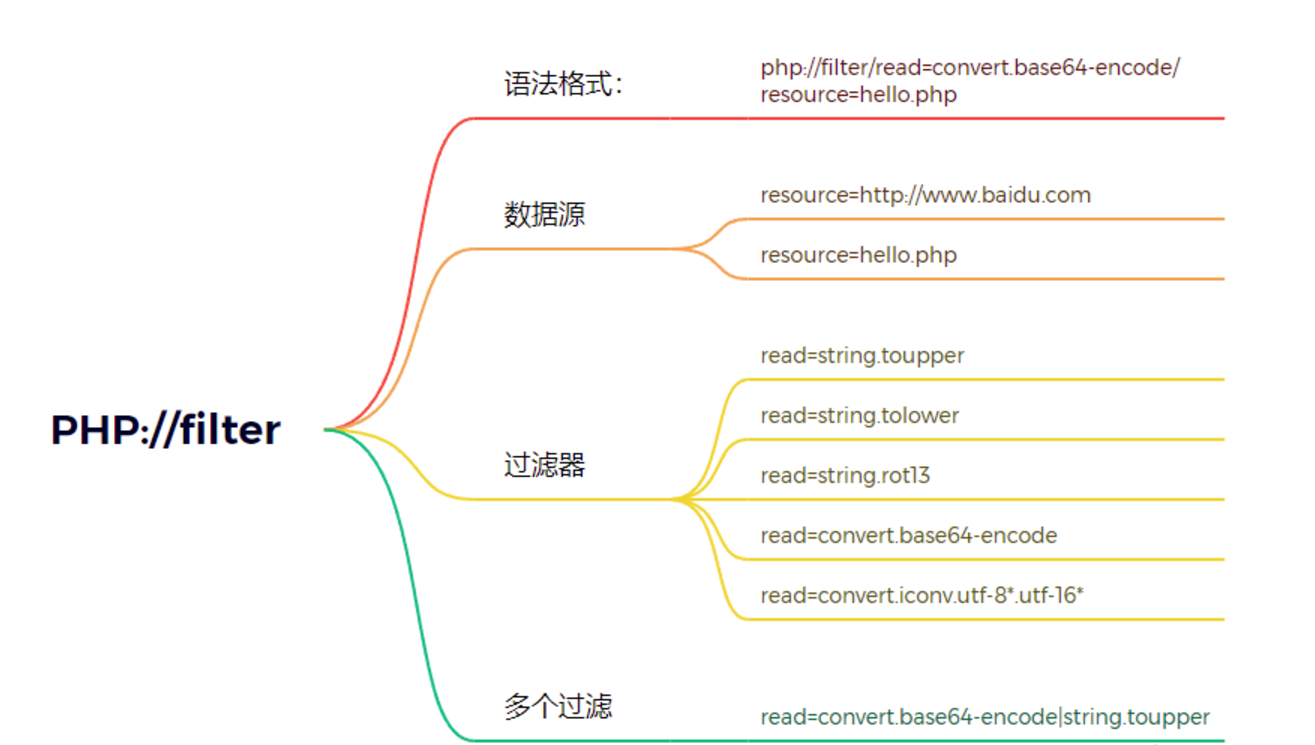 PHP://filter
语法格式：
php://filter/read=convert.base64-encode/
resource=hello.php
数据源
resource=http://www.baidu.com
resource=hello.php
过滤器
read=string.toupper
read=string.tolower
read=string.rot13
read=convert.base64-encode
read=convert.iconv.utf-8*.utf-16*
多个过滤
read=convert.base64-encode|string.toupper